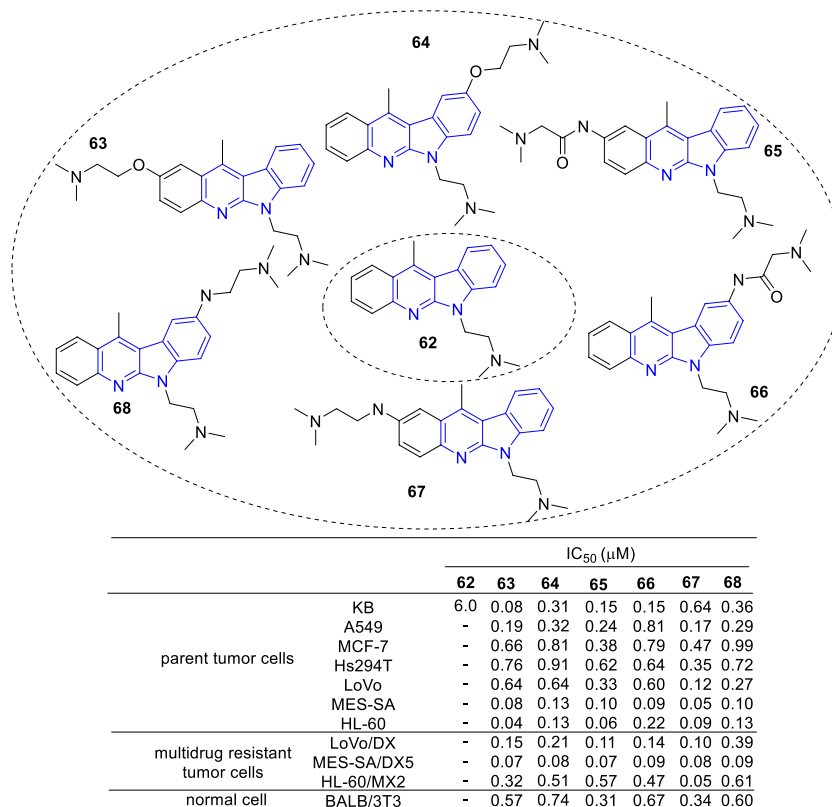 64
N
O
N
N
N
63
N
O
N
N
N
N
N
O
N
N
N
65
N
N
N
N
N
68
N
N
N
62
N
N
O
N
N
N
66
N
N
N
N
N
67
IC50 (μM)
62 63 64 65 66 67 68
parent tumor cells
KB 6.0 0.08 0.31 0.15 0.15 0.64 0.36
A549 - 0.19 0.32 0.24 0.81 0.17 0.29
MCF-7 - 0.66 0.81 0.38 0.79 0.47 0.99
Hs294T - 0.76 0.91 0.62 0.64 0.35 0.72
LoVo - 0.64 0.64 0.33 0.60 0.12 0.27
MES-SA - 0.08 0.13 0.10 0.09 0.05 0.10
HL-60 - 0.04 0.13 0.06 0.22 0.09 0.13
multidrug resistant
tumor cells
LoVo/DX - 0.15 0.21 0.11 0.14 0.10 0.39
MES-SA/DX5 - 0.07 0.08 0.07 0.09 0.08 0.09
HL-60/MX2 - 0.32 0.51 0.57 0.47 0.05 0.61
normal cell BALB/3T3 - 0.57 0.74 0.31 0.67 0.34 0.60